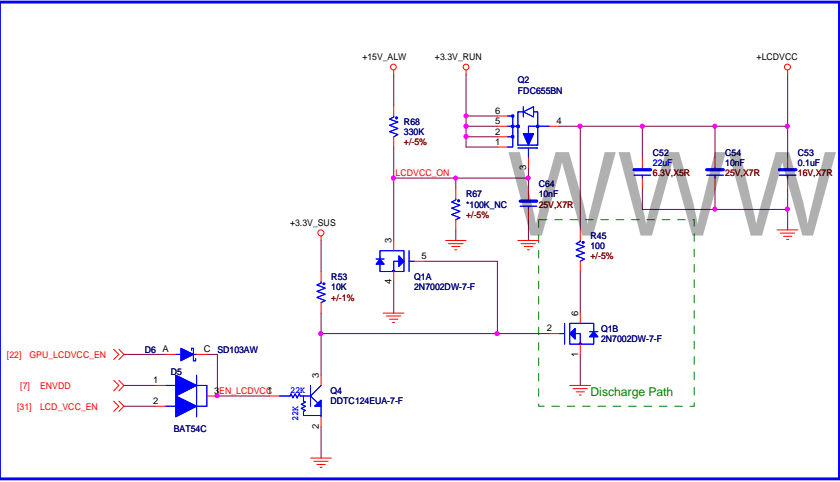 +15V_ALW
+3.3V_RUN
+LCDVCC
Q2
FDC655BN
6
5
2
1
4
3
R68
330K
+/-5%
LCDVCC_ON
R67
*100K_NC
+/-5%
C64
10nF
25V,X7R
C52
22uF
6.3V,X5R
C54
10nF
25V,X7R
C53
0.1uF
16V,X7R
WWW
+3.3V_SUS
R53
10K
+/-1%
3
5
4
Q1A
2N7002DW-7-F
R45
100
+/-5%
6
2
1
Q1B
2N7002DW-7-F
Discharge Path
[22] GPU_LCDVCC_EN
D6 A C SD103AW
[7] ENVDD
D5
1
3
EN_LCDVCC
1
[31] LCD_VCC_EN
2
BAT54C
22K
22K
3
Q4
DDTC124EUA-7-F
2